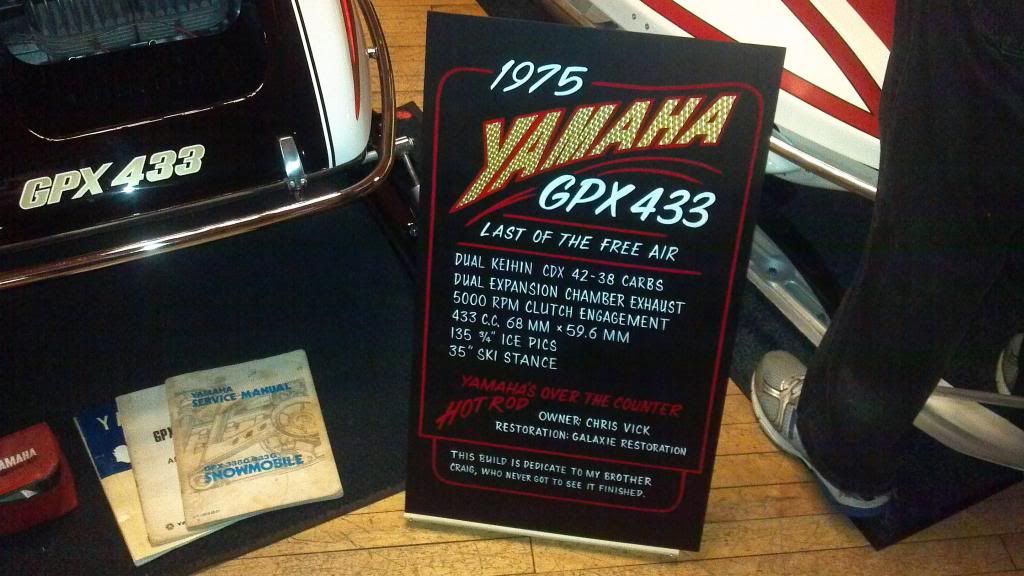 GPX 433
1975
YAMAHA
GPX 433
LAST OF THE FREE AIR
DUAL KEIHIN CDX 42-38 CARBS
DUAL EXPANSION CHAMBER EXHAUST
5000 RPM CLUTCH ENGAGEMENT
433 C.C. 68 MM × 59.6 MM
135 3/4" ICE PICS
35" SKI STANCE
YAMAHA'S OVER THE COUNTER
HOT ROD
OWNER: CHRIS VICK
RESTORATION: GALAXIE RESTORATION
THIS BUILD IS DEDICATE TO MY BROTHER
CRAIG, WHO NEVER GOT TO SEE IT FINISHED.
YAMAHA
SERVICE MANUAL
SNOWMOBILE
GPX
YAMAHA